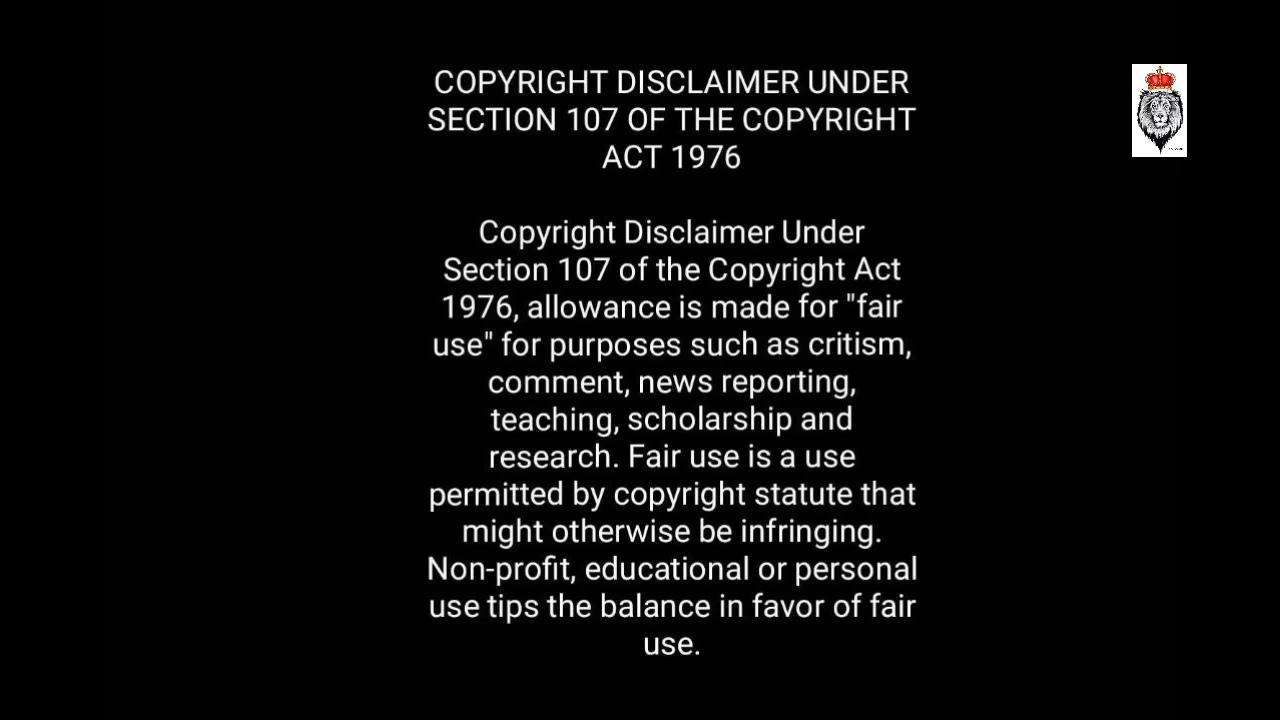 COPYRIGHT DISCLAIMER UNDER
SECTION 107 OF THE COPYRIGHT
ACT 1976
Copyright Disclaimer Under
Section 107 of the Copyright Act
1976, allowance is made for "fair
use" for purposes such as critism,
comment, news reporting,
teaching, scholarship and
research. Fair use is a use
permitted by copyright statute that
might otherwise be infringing.
Non-profit, educational or personal
use tips the balance in favor of fair
use.